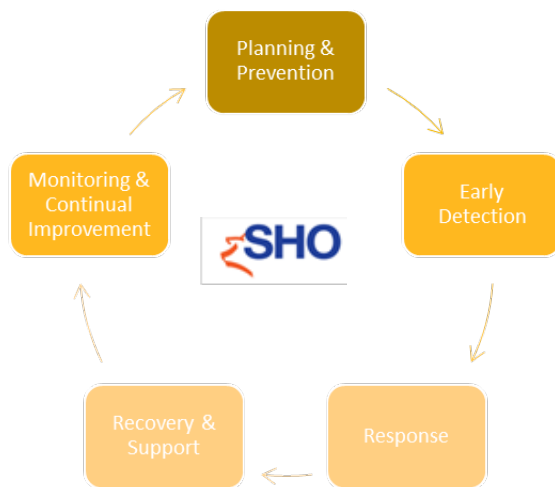 Planning &
Prevention
Early
Detection
Response
Recovery &
Support
Monitoring &
Continual
Improvement
SHO